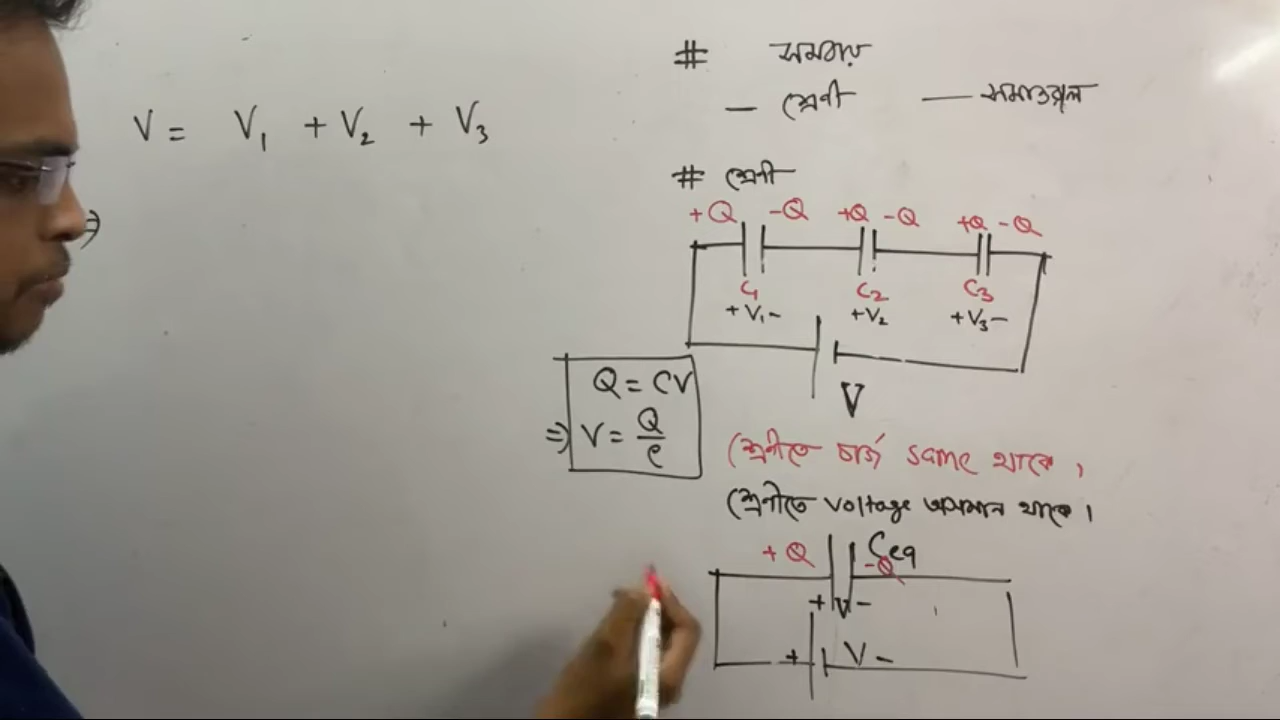 V = V₁ + V₂ + V₃
⇒
# সমবায়
— শ্রেণী — সমান্তরাল
# শ্রেণী
+Q -Q +Q -Q +Q -Q
C₁ C₂ C₃
+V₁- +V₂ +V₃-
V
Q = CV
⇒ V = Q/C
শ্রেণীতে চার্জ same থাকে।
শ্রেণীতে voltage অসমান থাকে।
+Q -Q Ceq
+V-
+ V -